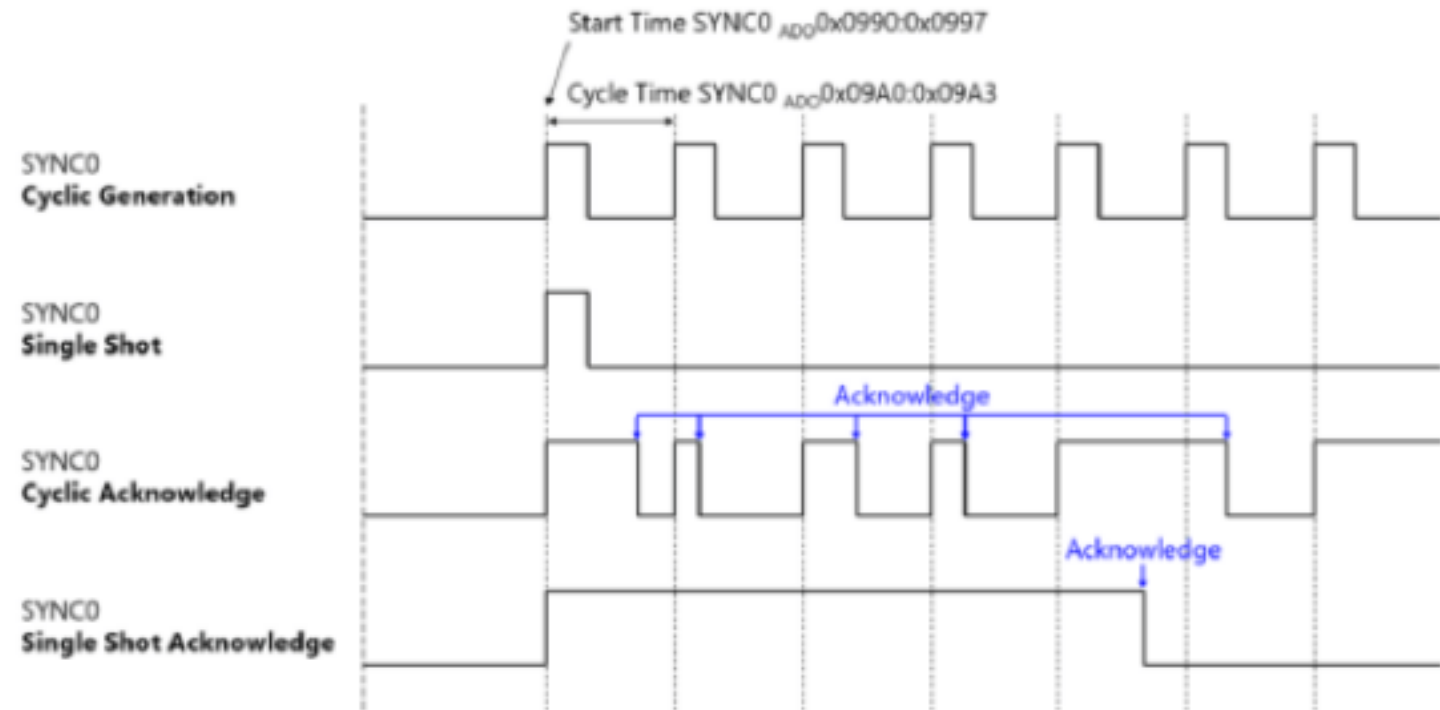 Start Time SYNC0 ADO0x0990:0x0997
Cycle Time SYNC0 ADO0x09A0:0x09A3
SYNC0
Cyclic Generation
SYNC0
Single Shot
Acknowledge
SYNC0
Cyclic Acknowledge
Acknowledge
SYNC0
Single Shot Acknowledge